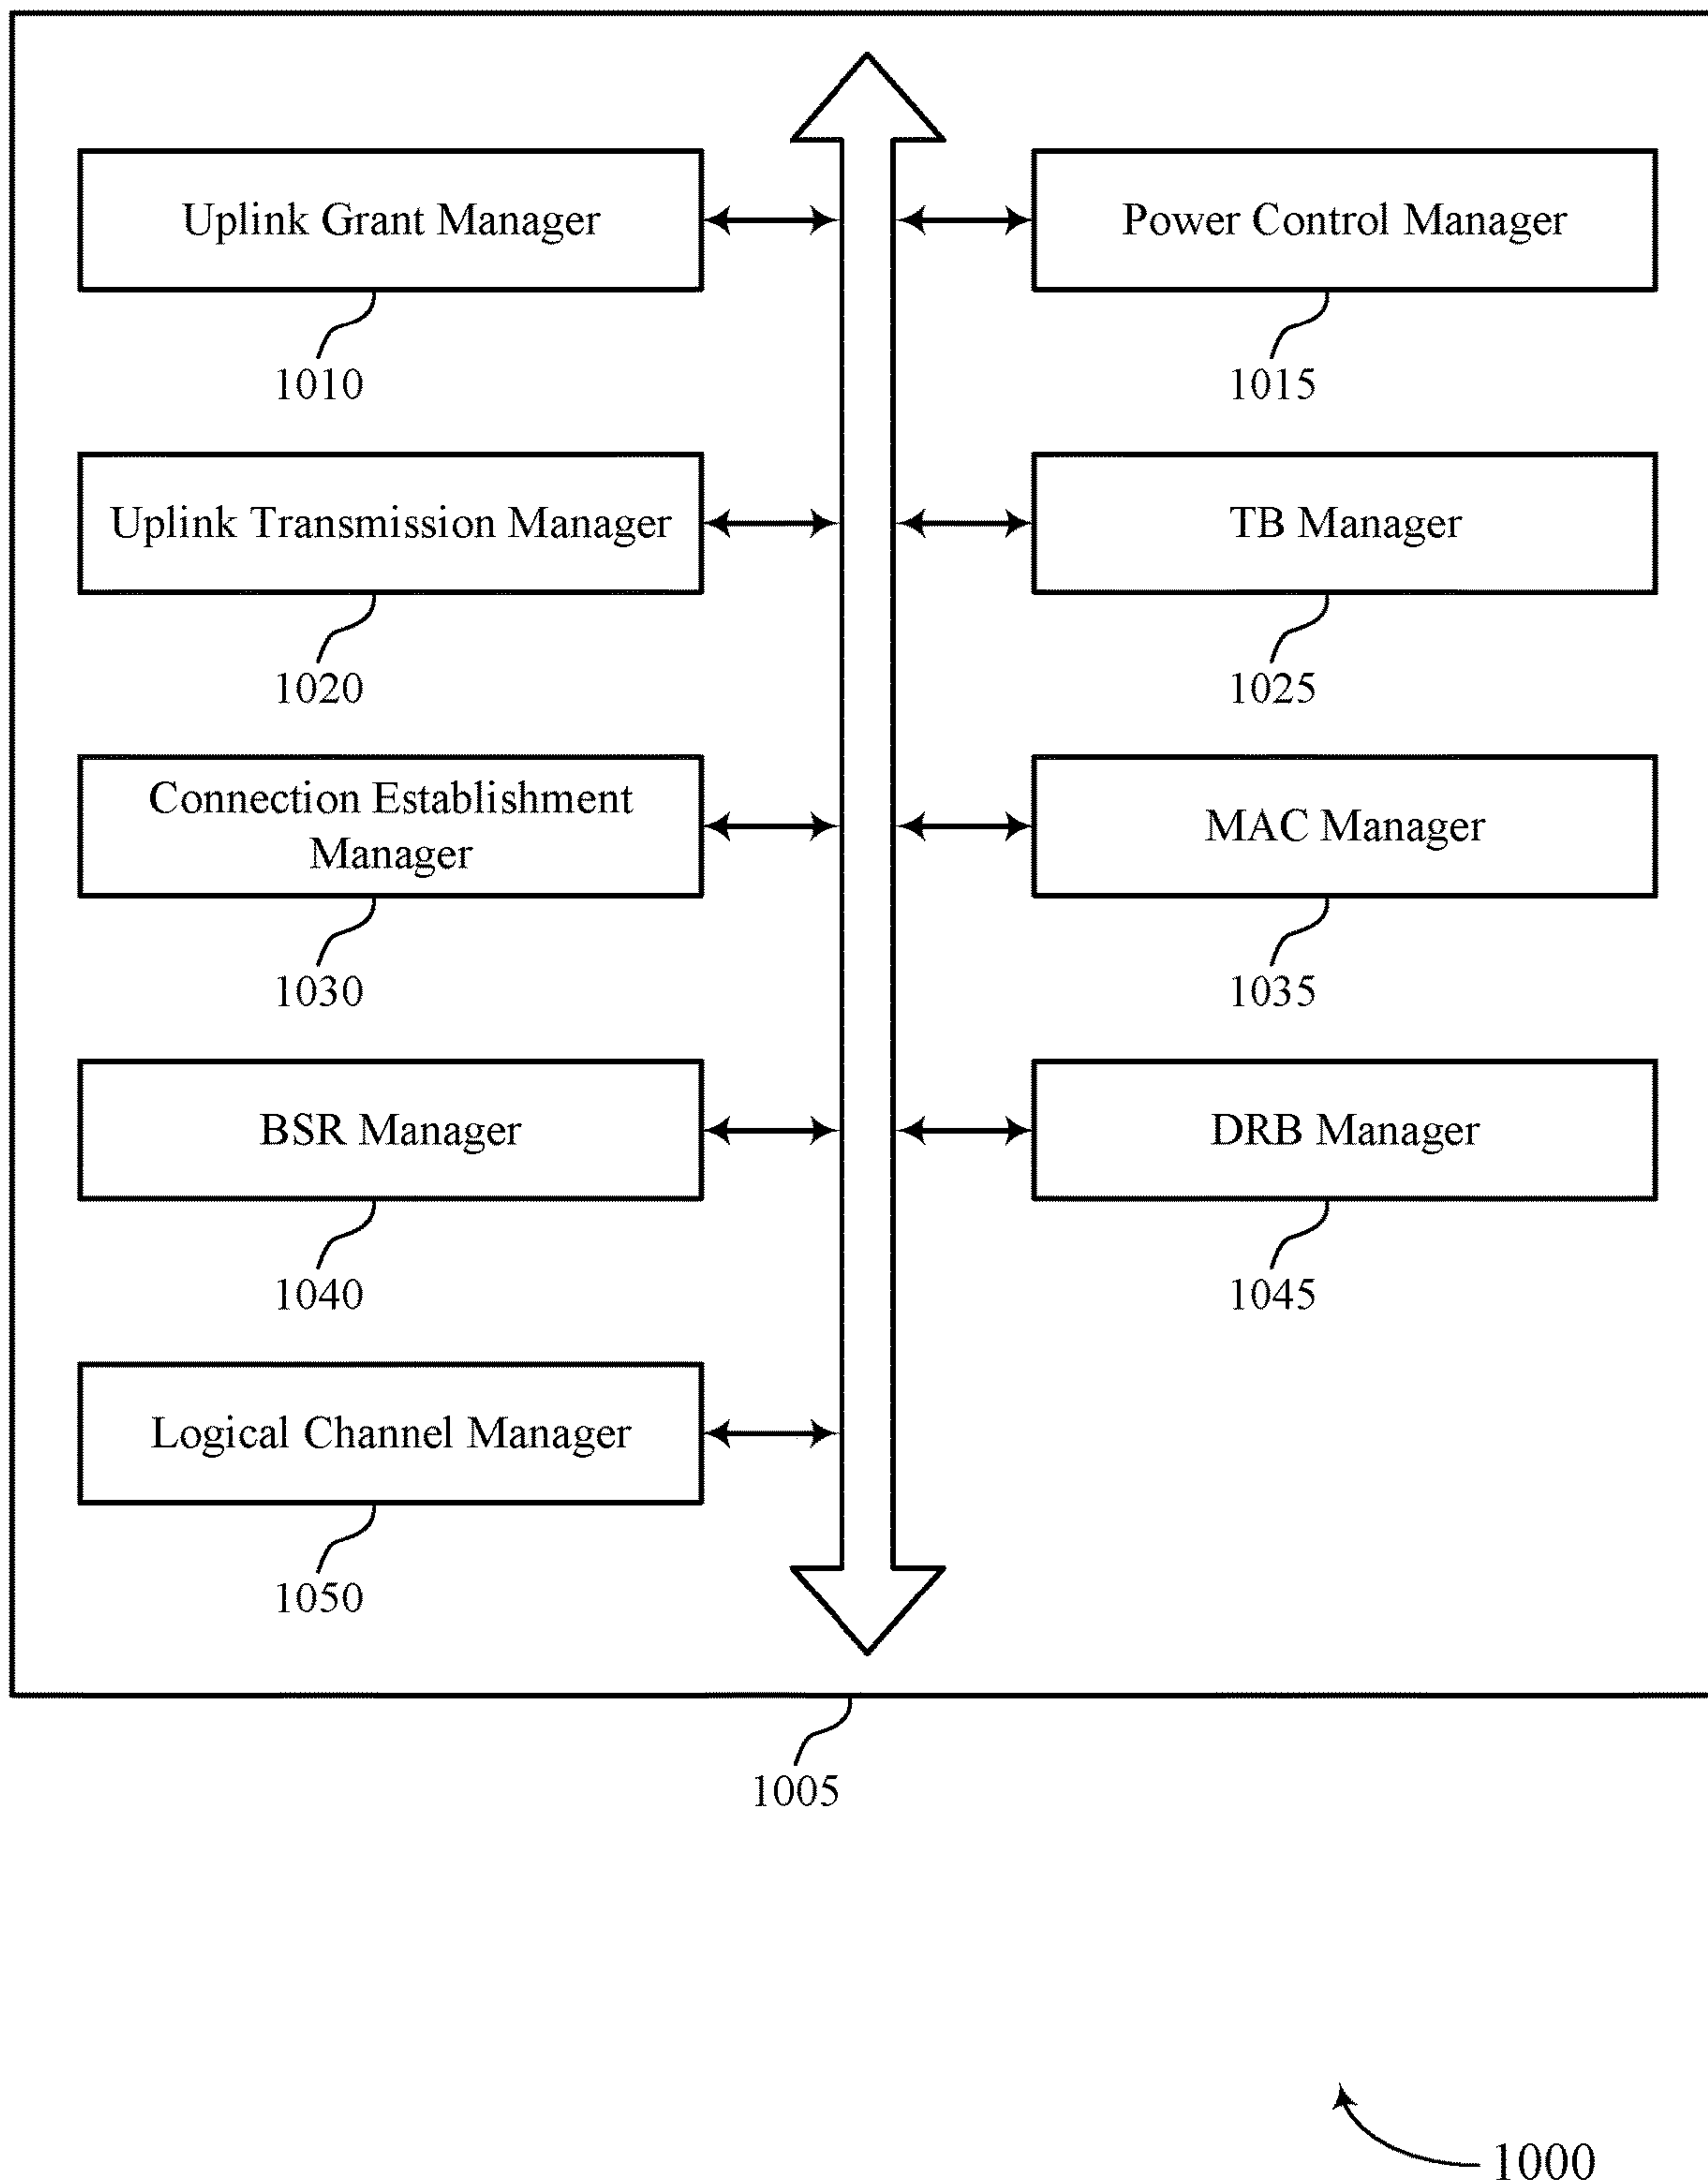 Uplink Grant Manager
Power Control Manager
1010
1015
Uplink Transmission Manager
TB Manager
1020
1025
Connection Establishment
Manager
MAC Manager
1030
1035
BSR Manager
DRB Manager
1040
1045
Logical Channel Manager
1050
1005
1000